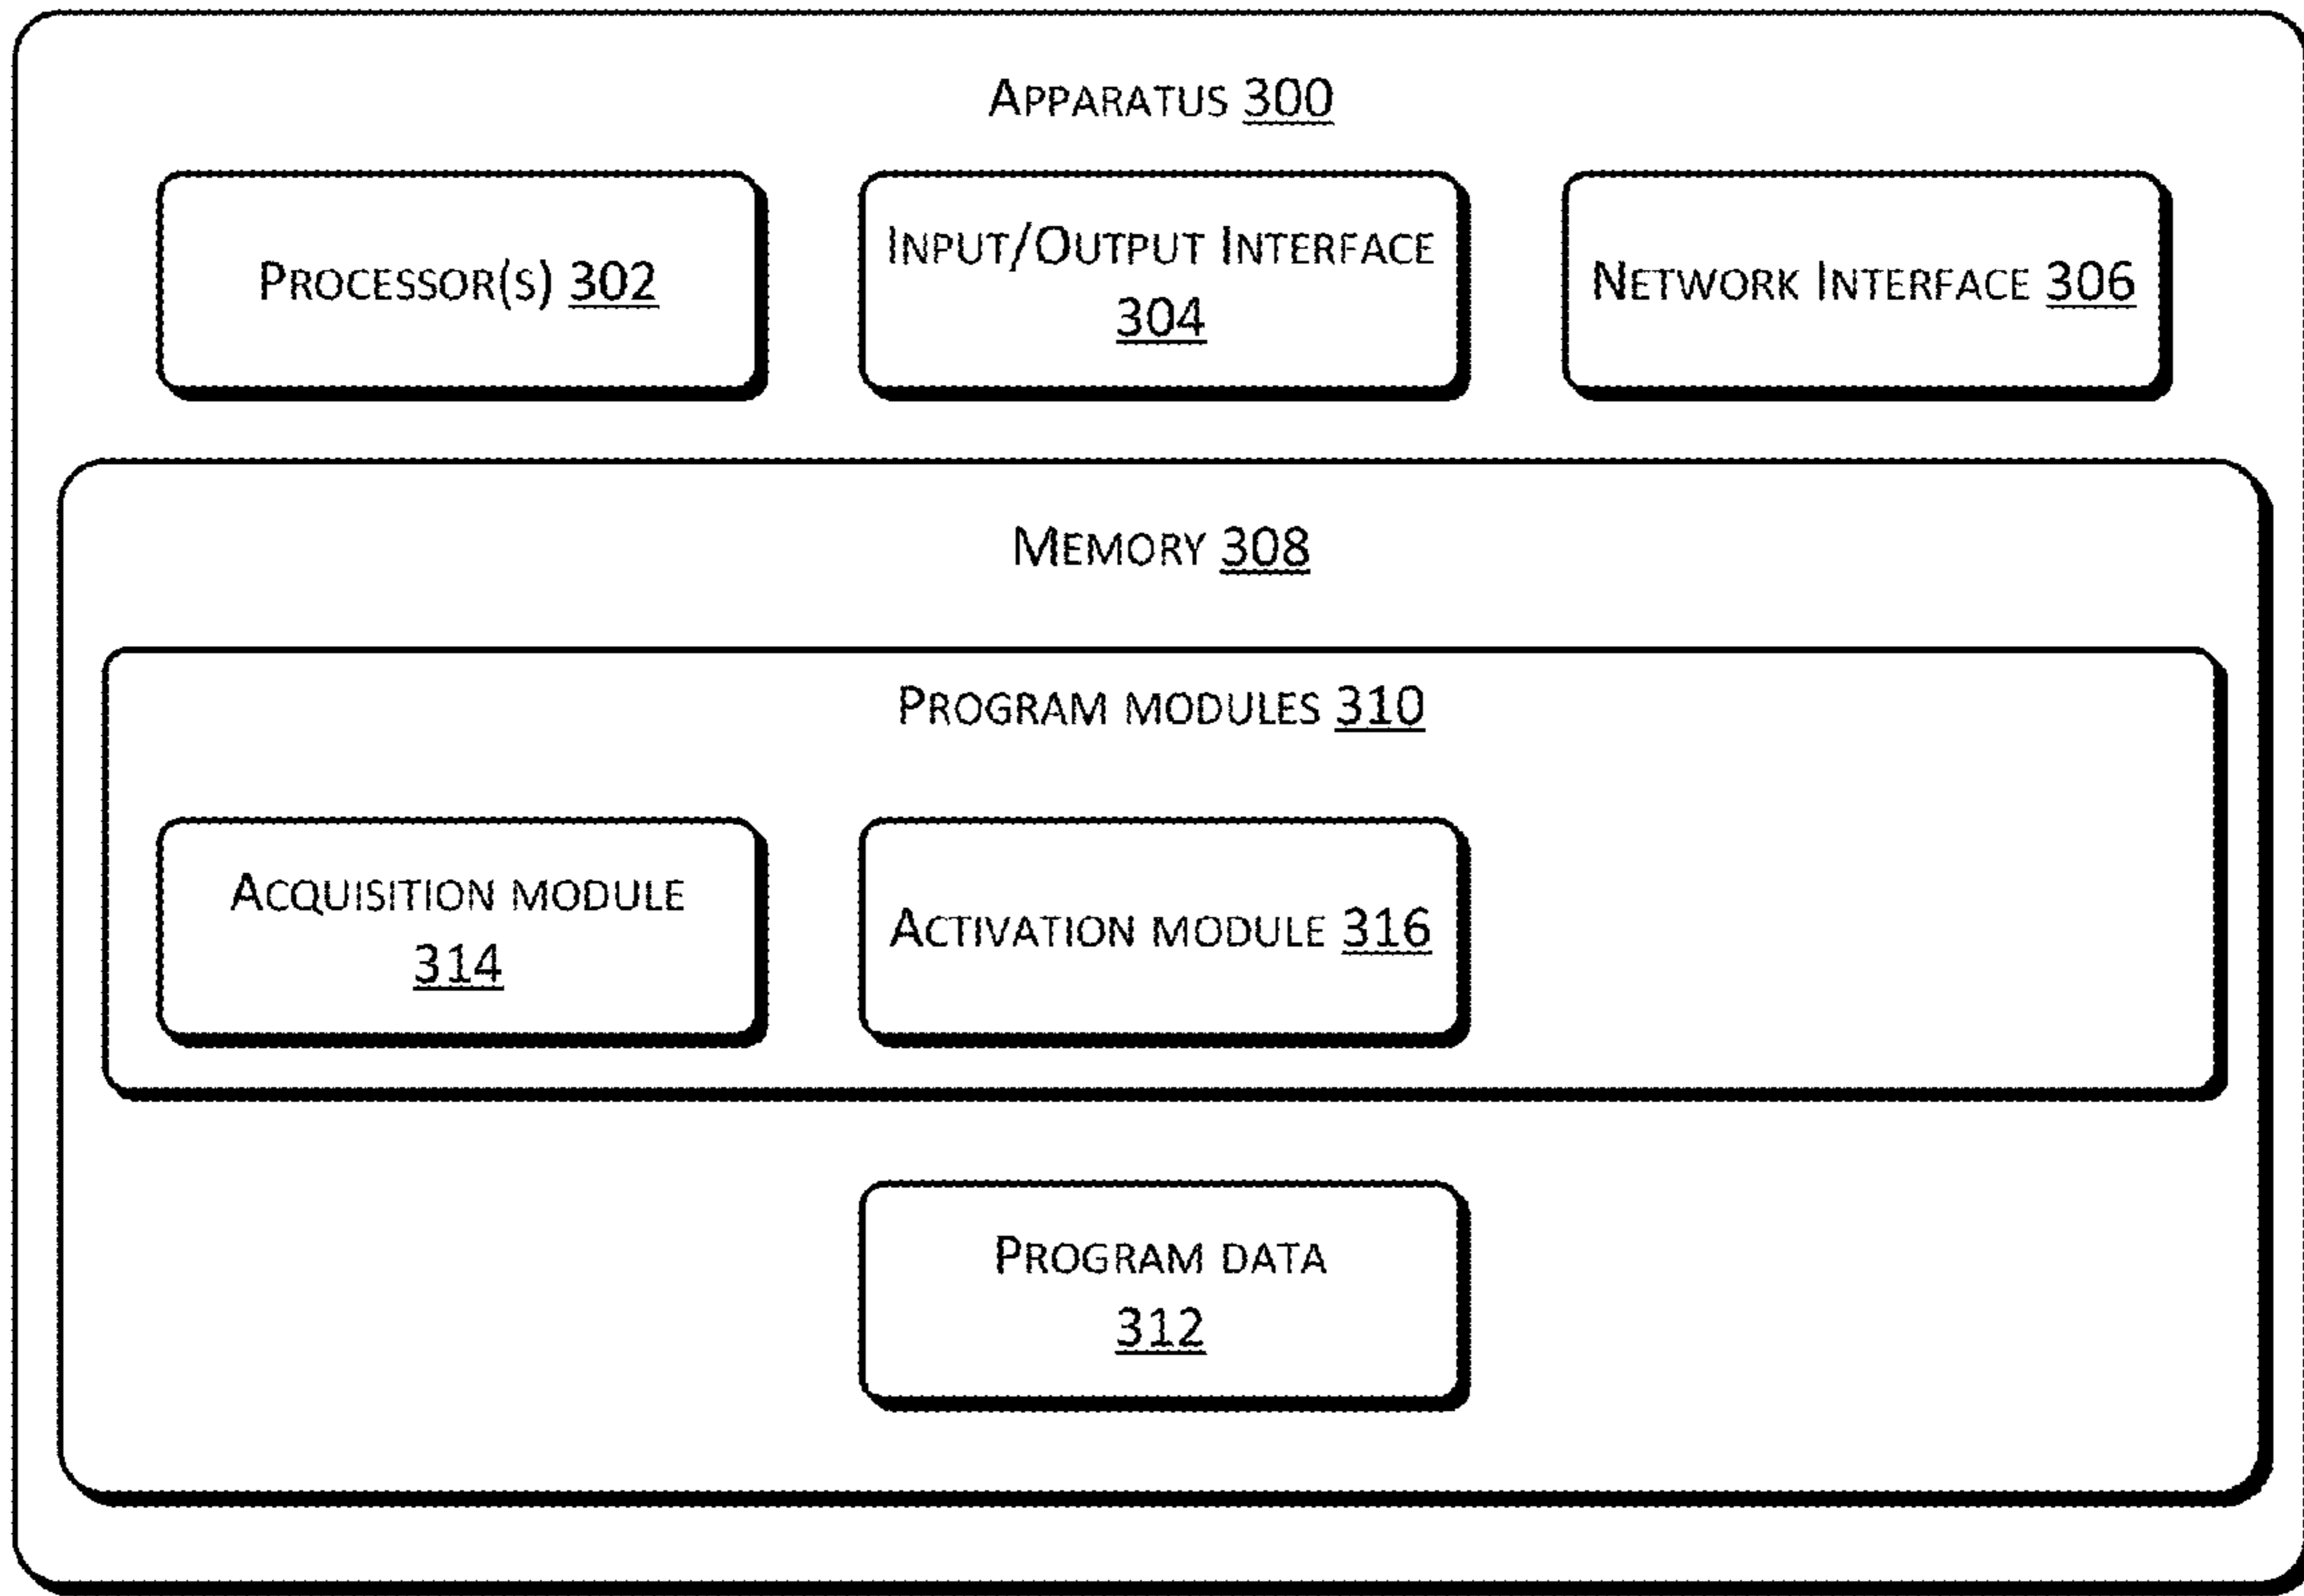 APPARATUS 300
PROCESSOR(S) 302
INPUT/OUTPUT INTERFACE
304
NETWORK INTERFACE 306
MEMORY 308
PROGRAM MODULES 310
ACQUISITION MODULE
314
ACTIVATION MODULE 316
PROGRAM DATA
312